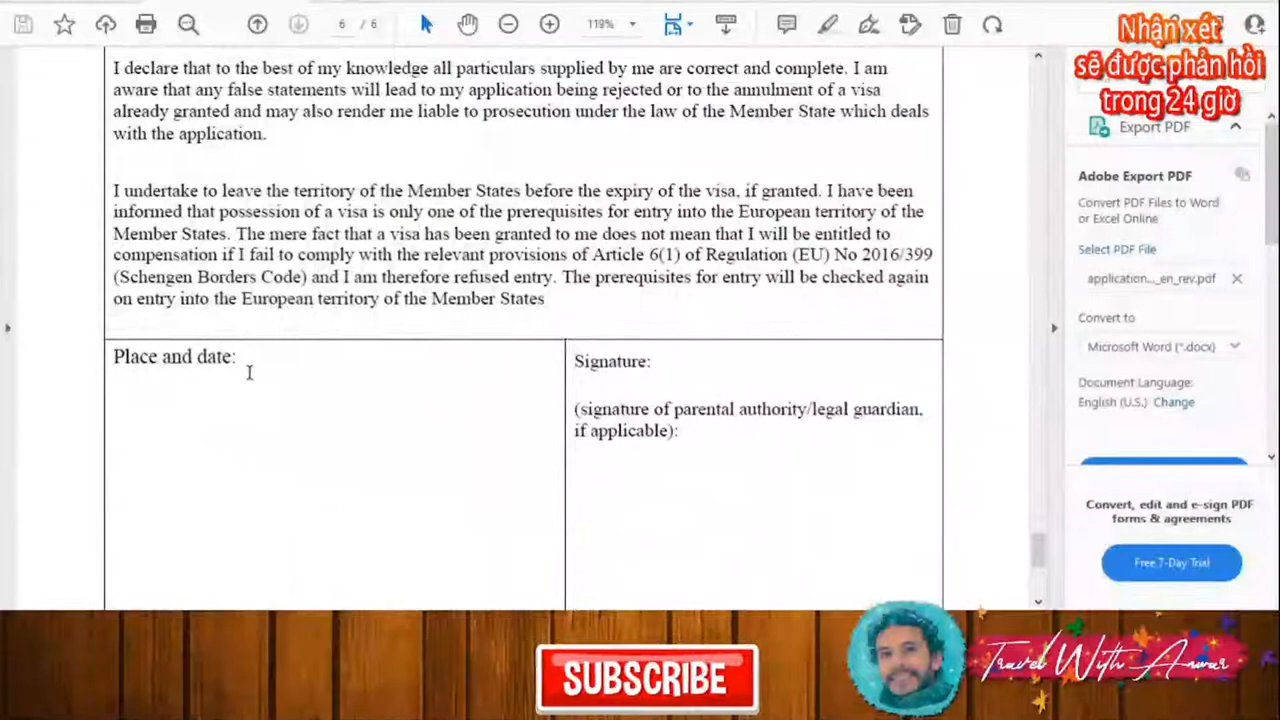 6 / 6
119%
Nhận xét
sẽ được phản hồi
trong 24 giờ
I declare that to the best of my knowledge all particulars supplied by me are correct and complete. I am
aware that any false statements will lead to my application being rejected or to the annulment of a visa
already granted and may also render me liable to prosecution under the law of the Member State which deals
with the application.
I undertake to leave the territory of the Member States before the expiry of the visa, if granted. I have been
informed that possession of a visa is only one of the prerequisites for entry into the European territory of the
Member States. The mere fact that a visa has been granted to me does not mean that I will be entitled to
compensation if I fail to comply with the relevant provisions of Article 6(1) of Regulation (EU) No 2016/399
(Schengen Borders Code) and I am therefore refused entry. The prerequisites for entry will be checked again
on entry into the European territory of the Member States
Place and date:
Signature:
(signature of parental authority/legal guardian,
if applicable):
Export PDF
Adobe Export PDF
Convert PDF Files to Word
or Excel Online
Select PDF File
application..._en_rev.pdf
Convert to
Microsoft Word (*.docx)
Document Language:
English (U.S.) Change
Convert, edit and e-sign PDF
forms & agreements
Free 7-Day Trial
SUBSCRIBE
Travel With Anwar